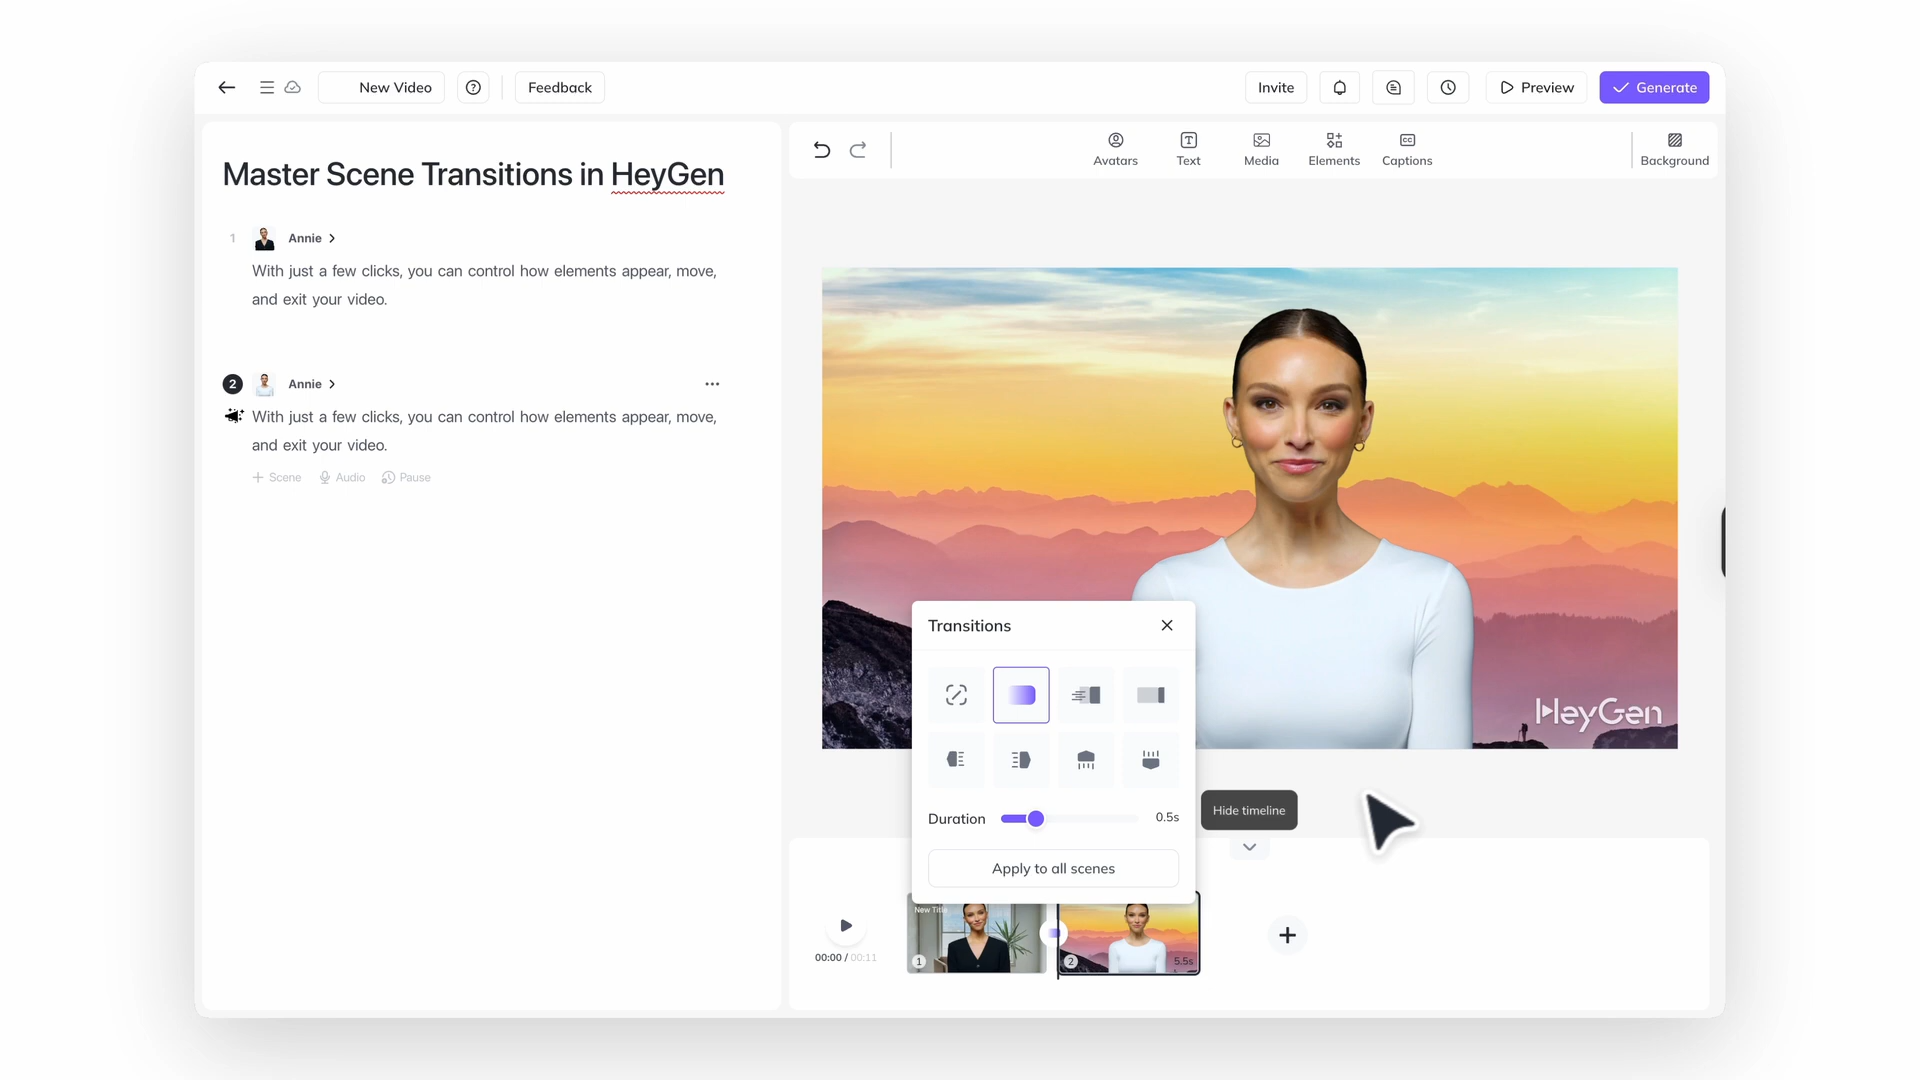 New Video
Feedback
Invite
Preview
Generate
Master Scene Transitions in HeyGen
1
Annie
With just a few clicks, you can control how elements appear, move,
and exit your video.
2
Annie
With just a few clicks, you can control how elements appear, move,
and exit your video.
Scene
Audio
Pause
Avatars
Text
Media
Elements
Captions
Background
HeyGen
Transitions
Duration
0.5s
Apply to all scenes
Hide timeline
00:00 / 00:11
New Title
1
2
5.5s